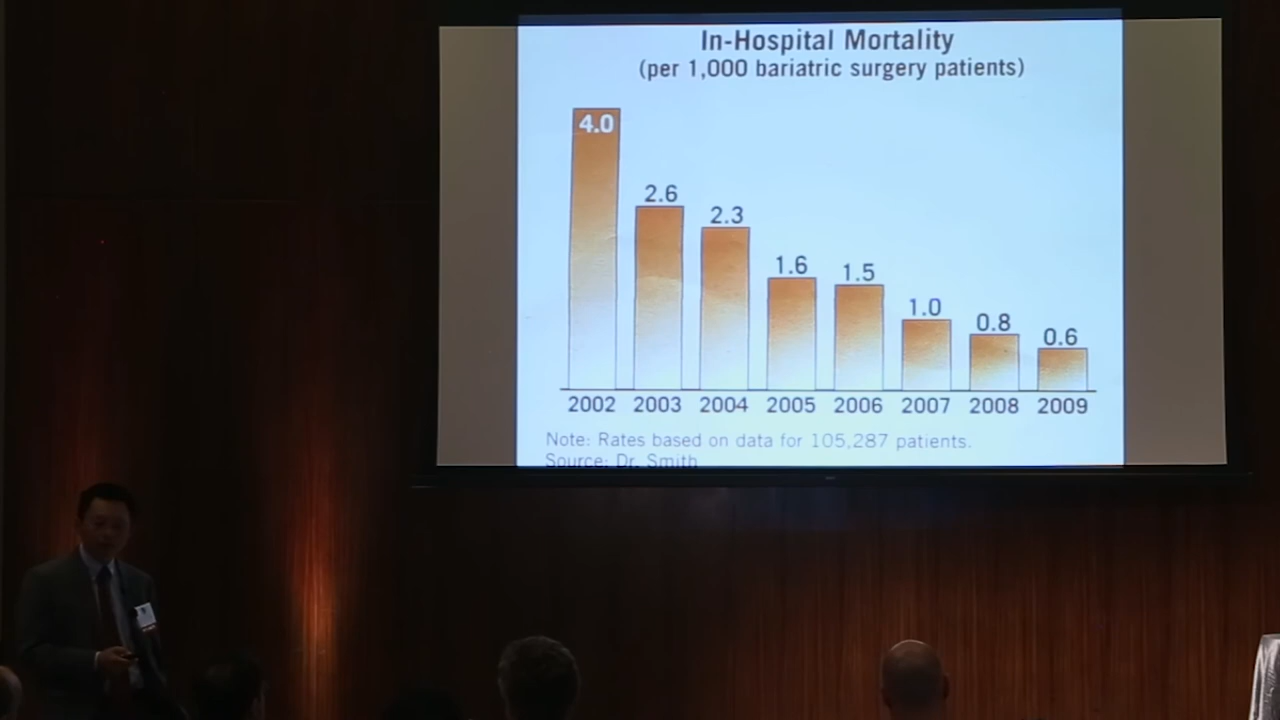 In-Hospital Mortality
(per 1,000 bariatric surgery patients)
4.0
2.6
2.3
1.6
1.5
1.0
0.8
0.6
2002 2003 2004 2005 2006 2007 2008 2009
Note: Rates based on data for 105,287 patients.
Source: Dr. Smith